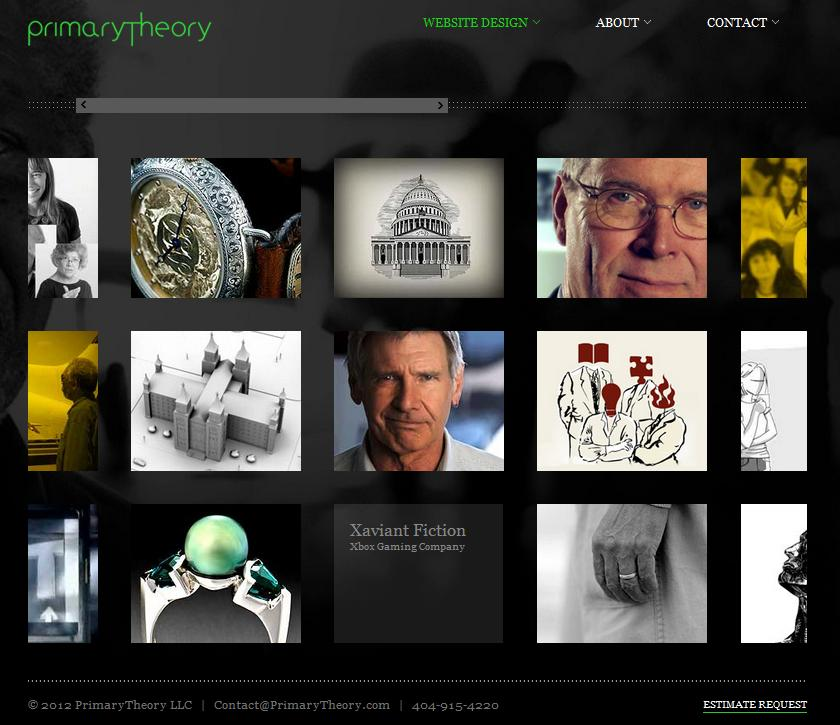 primaryTheory
WEBSITE DESIGN ABOUT CONTACT
Xaviant Fiction
Xbox Gaming Company
© 2012 PrimaryTheory LLC | Contact@PrimaryTheory.com | 404-915-4220
ESTIMATE REQUEST